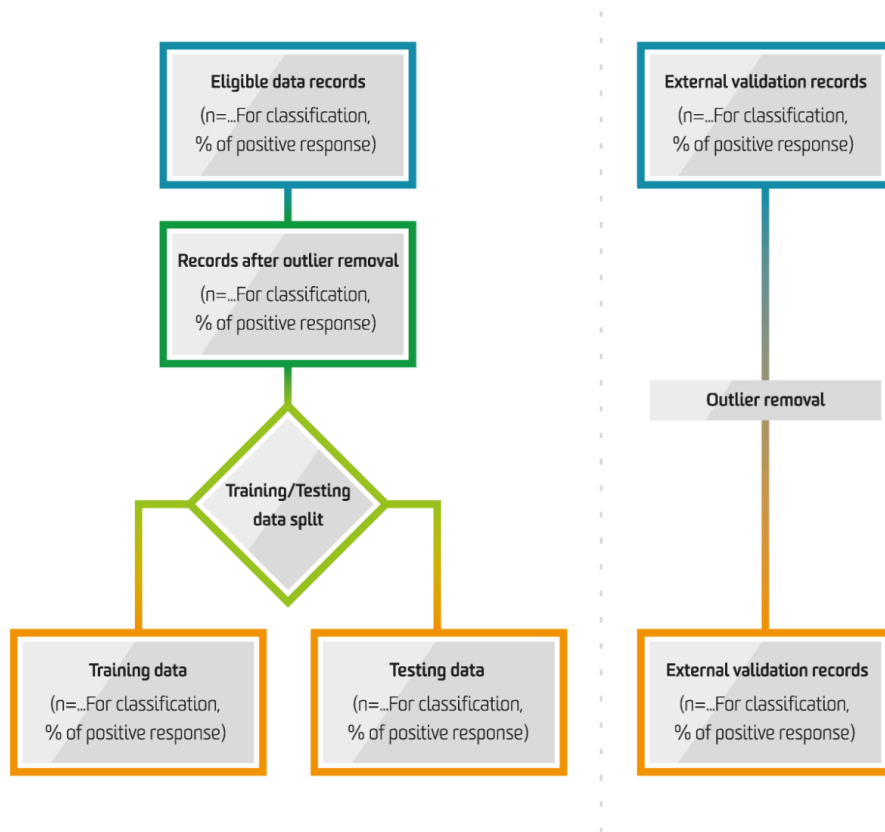 Eligible data records
(n=...For classification,
% of positive response)
Records after outlier removal
(n=...For classification,
% of positive response)
Training/Testing
data split
Training data
(n=...For classification,
% of positive response)
Testing data
(n=...For classification,
% of positive response)
External validation records
(n=...For classification,
% of positive response)
Outlier removal
External validation records
(n=...For classification,
% of positive response)